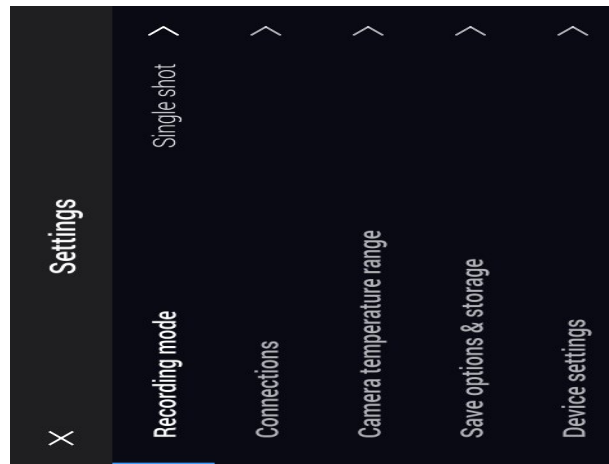 X Settings
Recording mode Single shot >
Connections >
Camera temperature range >
Save options & storage >
Device settings >